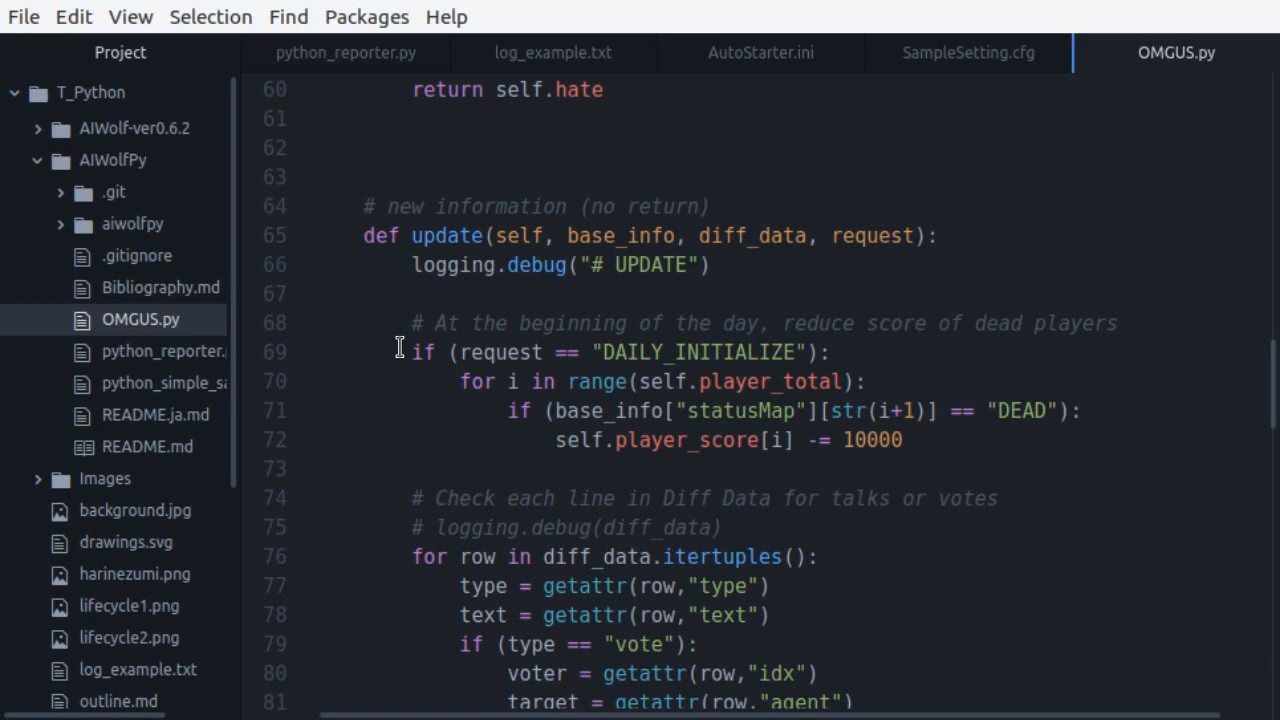 File Edit View Selection Find Packages Help
Project
python_reporter.py log_example.txt AutoStarter.ini SampleSetting.cfg OMGUS.py
T_Python
AIWolf-ver0.6.2
AIWolfPy
.git
aiwolfpy
.gitignore
Bibliography.md
OMGUS.py
python_reporter.
python_simple_sa
README.ja.md
README.md
Images
background.jpg
drawings.svg
harinezumi.png
lifecycle1.png
lifecycle2.png
log_example.txt
outline.md
60 return self.hate
61
62
63
64 # new information (no return)
65 def update(self, base_info, diff_data, request):
66 logging.debug("# UPDATE")
67
68 # At the beginning of the day, reduce score of dead players
69 if (request == "DAILY_INITIALIZE"):
70 for i in range(self.player_total):
71 if (base_info["statusMap"][str(i+1)] == "DEAD"):
72 self.player_score[i] -= 10000
73
74 # Check each line in Diff Data for talks or votes
75 # logging.debug(diff_data)
76 for row in diff_data.itertuples():
77 type = getattr(row,"type")
78 text = getattr(row,"text")
79 if (type == "vote"):
80 voter = getattr(row,"idx")
81 target = getattr(row,"agent")